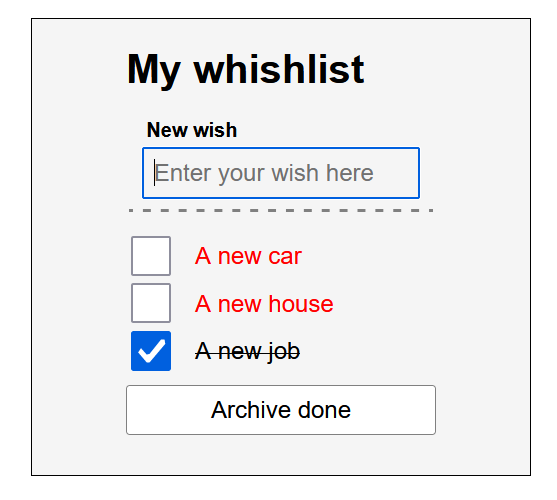 My whishlist
New wish
Enter your wish here
A new car
A new house
A new job
Archive done